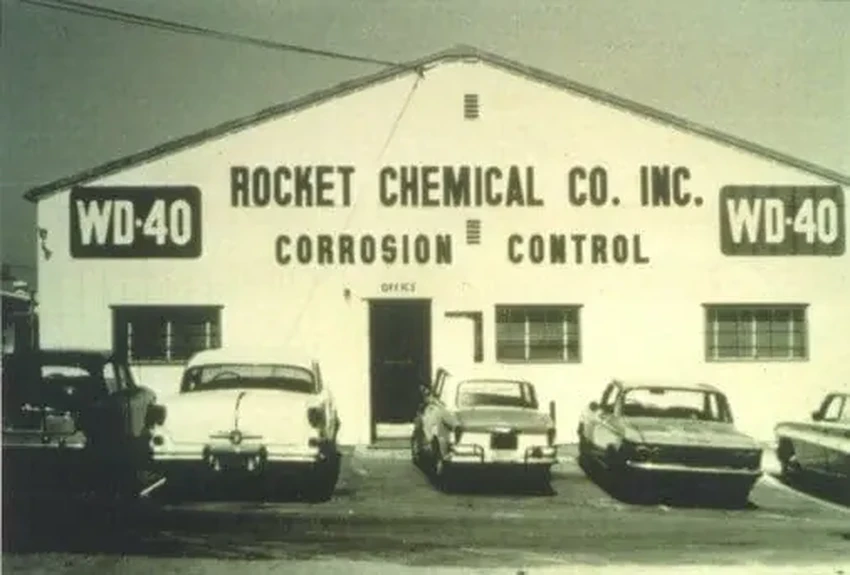 ROCKET CHEMICAL CO. INC.
WD-40
WD-40
CORROSION CONTROL
OFFICE